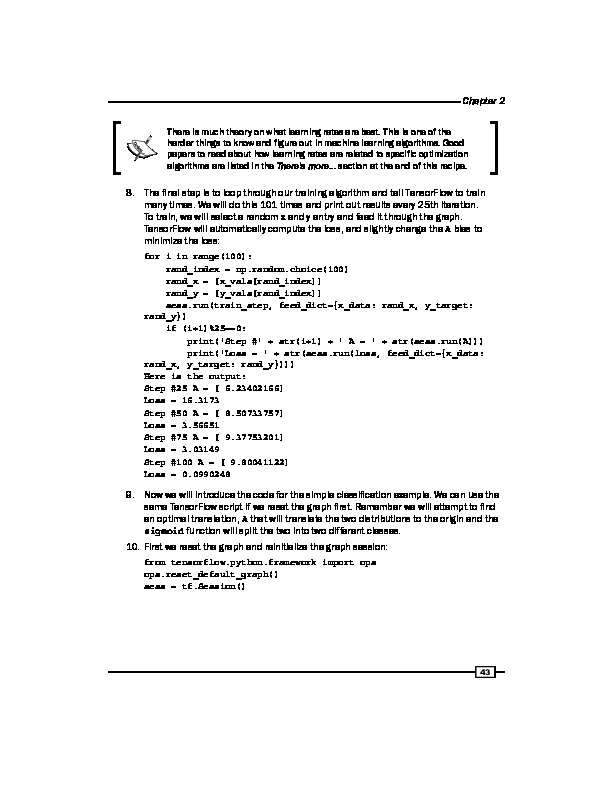 Chapter 2
There is much theory on what learning rates are best. This is one of the
harder things to know and figure out in machine learning algorithms. Good
papers to read about how learning rates are related to specific optimization
algorithms are listed in the There's more... section at the end of this recipe.
8. The final step is to loop through our training algorithm and tell TensorFlow to train
many times. We will do this 101 times and print out results every 25th iteration.
To train, we will select a random x and y entry and feed it through the graph.
TensorFlow will automatically compute the loss, and slightly change the A bias to
minimize the loss:
for i in range(100):
    rand_index = np.random.choice(100)
    rand_x = [x_vals[rand_index]]
    rand_y = [y_vals[rand_index]]
    sess.run(train_step, feed_dict={x_data: rand_x, y_target:
rand_y})
    if (i+1)%25==0:
        print('Step #' + str(i+1) + ' A = ' + str(sess.run(A)))
        print('Loss = ' + str(sess.run(loss, feed_dict={x_data:
rand_x, y_target: rand_y})))
Here is the output:
Step #25 A = [ 6.23402166]
Loss = 16.3173
Step #50 A = [ 8.50733757]
Loss = 3.56651
Step #75 A = [ 9.37753201]
Loss = 3.03149
Step #100 A = [ 9.80041122]
Loss = 0.0990248
9. Now we will introduce the code for the simple classification example. We can use the
same TensorFlow script if we reset the graph first. Remember we will attempt to find
an optimal translation, A that will translate the two distributions to the origin and the
sigmoid function will split the two into two different classes.
10. First we reset the graph and reinitialize the graph session:
from tensorflow.python.framework import ops
ops.reset_default_graph()
sess = tf.Session()
43